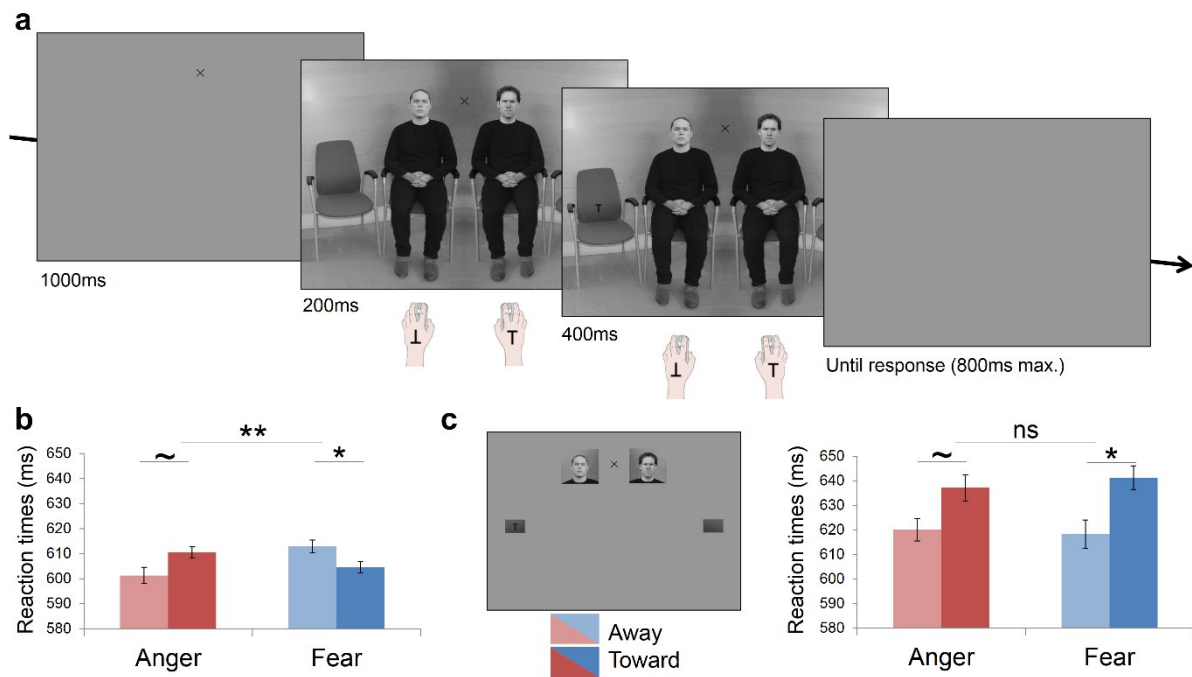 a
1000ms
T
200ms
⊥ T
400ms
⊥ T
Until response (800ms max.)
b
Reaction times (ms)
650
640
630
620
610
600
590
580
**
~ *
Anger Fear
c
T
Away
Toward
Reaction times (ms)
650
640
630
620
610
600
590
580
ns
~ *
Anger Fear